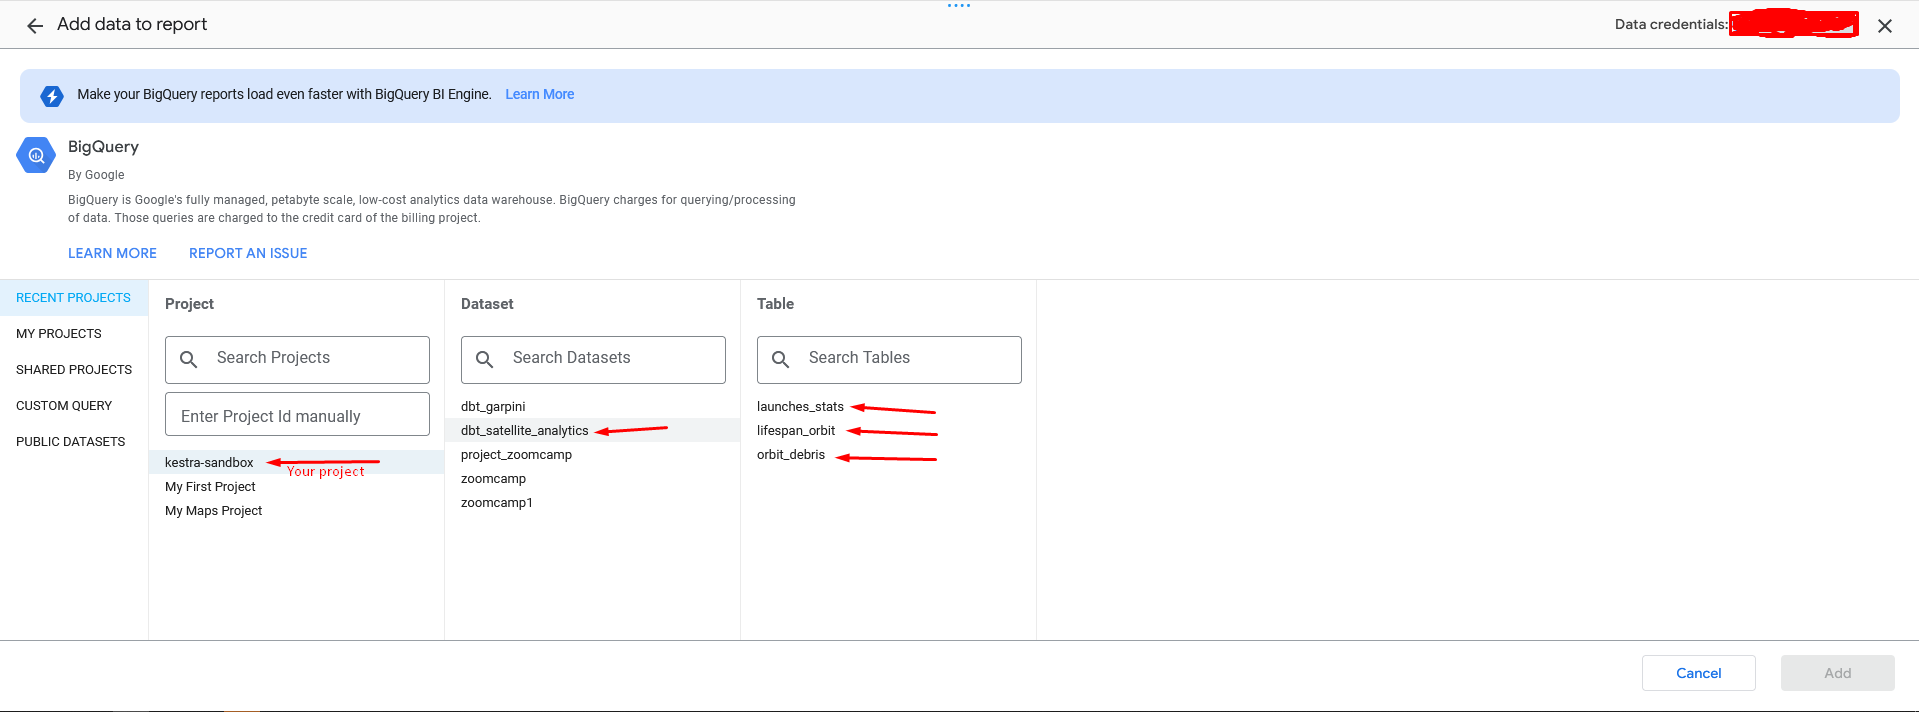 Add data to report
Data credentials:
Make your BigQuery reports load even faster with BigQuery BI Engine. Learn More
BigQuery
By Google
BigQuery is Google's fully managed, petabyte scale, low-cost analytics data warehouse. BigQuery charges for querying/processing
of data. Those queries are charged to the credit card of the billing project.
LEARN MORE REPORT AN ISSUE
RECENT PROJECTS
MY PROJECTS
SHARED PROJECTS
CUSTOM QUERY
PUBLIC DATASETS
Project
Search Projects
Enter Project Id manually
kestra-sandbox
Your project
My First Project
My Maps Project
Dataset
Search Datasets
dbt_garpini
dbt_satellite_analytics
project_zoomcamp
zoomcamp
zoomcamp1
Table
Search Tables
launches_stats
lifespan_orbit
orbit_debris
Cancel
Add